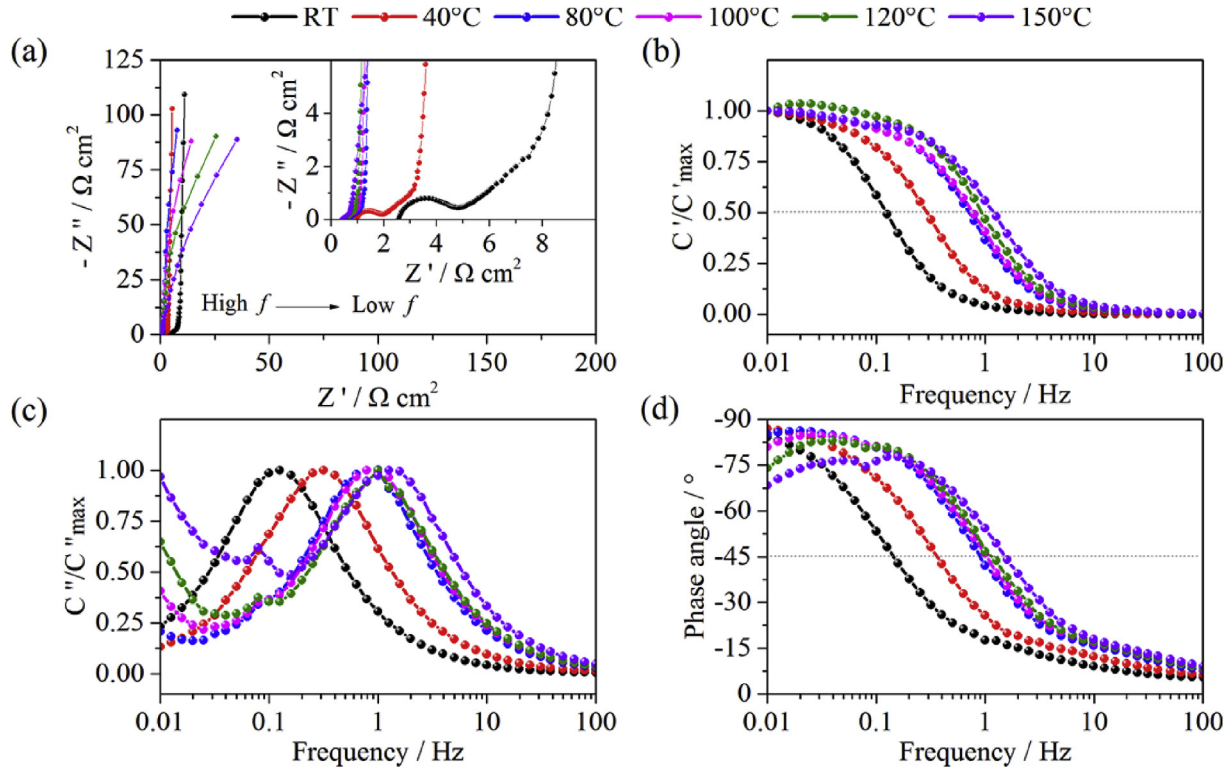 RT 40°C 80°C 100°C 120°C 150°C
(a)
125
100
75
50
25
0
- Z '' / Ω cm²
0 50 100 150 200
Z ' / Ω cm²
High f Low f
4
2
0
- Z '' / Ω cm²
0 2 4 6 8
Z ' / Ω cm²
(b)
1.00
0.75
0.50
0.25
0.00
C '/C 'max
0.01 0.1 1 10 100
Frequency / Hz
(c)
1.00
0.75
0.50
0.25
0.00
C ''/C ''max
0.01 0.1 1 10 100
Frequency / Hz
(d)
-90
-75
-60
-45
-30
-15
0
Phase angle / °
0.01 0.1 1 10 100
Frequency / Hz